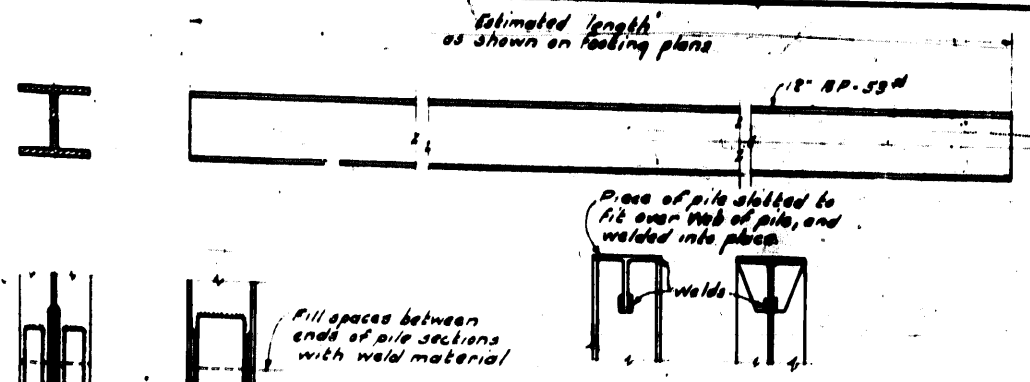 Estimated length
as shown on footing plans
12" BP-53#
Piece of pile slotted to
fit over Web of pile, and
welded into place
Welds
Fill spaces between
ends of pile sections
with weld material